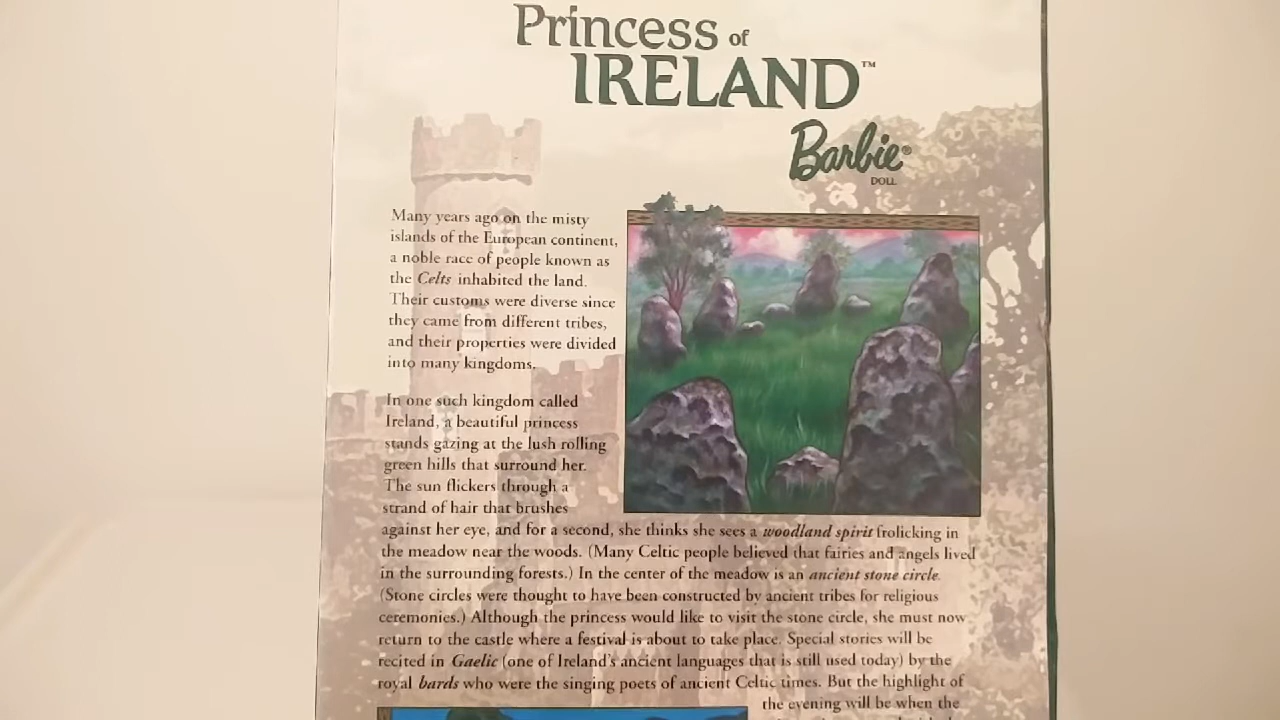 Princess of
IRELAND™
Barbie®
DOLL
Many years ago on the misty
islands of the European continent,
a noble race of people known as
the Celts inhabited the land.
Their customs were diverse since
they came from different tribes,
and their properties were divided
into many kingdoms.
In one such kingdom called
Ireland, a beautiful princess
stands gazing at the lush rolling
green hills that surround her.
The sun flickers through a
strand of hair that brushes
against her eye, and for a second, she thinks she sees a woodland spirit frolicking in
the meadow near the woods. (Many Celtic people believed that fairies and angels lived
in the surrounding forests.) In the center of the meadow is an ancient stone circle.
(Stone circles were thought to have been constructed by ancient tribes for religious
ceremonies.) Although the princess would like to visit the stone circle, she must now
return to the castle where a festival is about to take place. Special stories will be
recited in Gaelic (one of Ireland's ancient languages that is still used today) by the
royal bards who were the singing poets of ancient Celtic times. But the highlight of
the evening will be when the